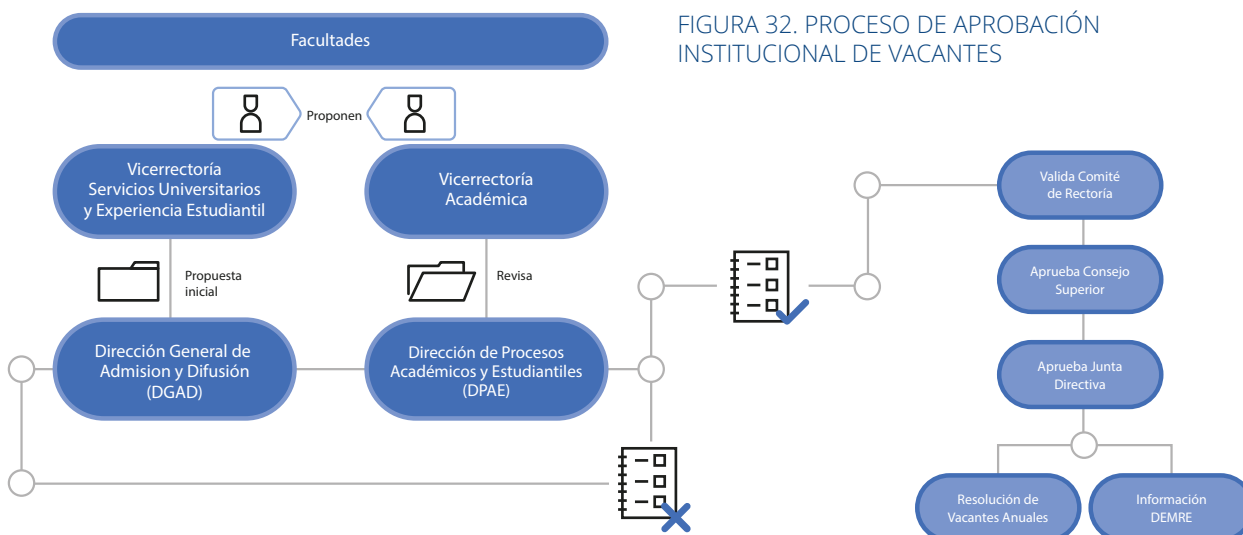 FIGURA 32. PROCESO DE APROBACIÓN
INSTITUCIONAL DE VACANTES
Facultades
Proponen
Vicerrectoría
Servicios Universitarios
y Experiencia Estudiantil
Vicerrectoría
Académica
Propuesta
inicial
Revisa
Dirección General de
Admision y Difusión
(DGAD)
Dirección de Procesos
Académicos y Estudiantiles
(DPAE)
Valida Comité
de Rectoría
Aprueba Consejo
Superior
Aprueba Junta
Directiva
Resolución de
Vacantes Anuales
Información
DEMRE